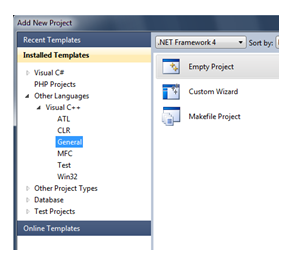 Add New Project
Recent Templates
Installed Templates
Visual C#
PHP Projects
Other Languages
Visual C++
ATL
CLR
General
MFC
Test
Win32
Other Project Types
Database
Test Projects
Online Templates
.NET Framework 4
Sort by:
Empty Project
Custom Wizard
Makefile Project